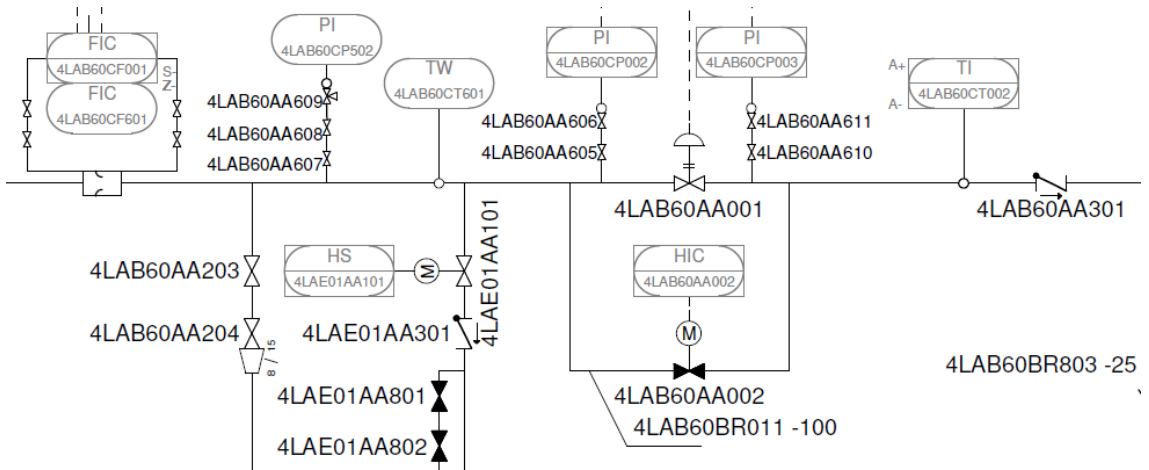 FIC
4LAB60CF001
S-
Z-
FIC
4LAB60CF601
PI
4LAB60CP502
4LAB60AA609
4LAB60AA608
4LAB60AA607
TW
4LAB60CT601
PI
4LAB60CP002
4LAB60AA606
4LAB60AA605
PI
4LAB60CP003
4LAB60AA611
4LAB60AA610
A+
TI
4LAB60CT002
A-
4LAB60AA001
4LAB60AA301
4LAB60AA203
4LAB60AA204
8 / 15
HS
4LAE01AA101
M
4LAE01AA101
4LAE01AA301
4LAE01AA801
4LAE01AA802
HIC
4LAB60AA002
M
4LAB60AA002
4LAB60BR011 -100
4LAB60BR803 -25